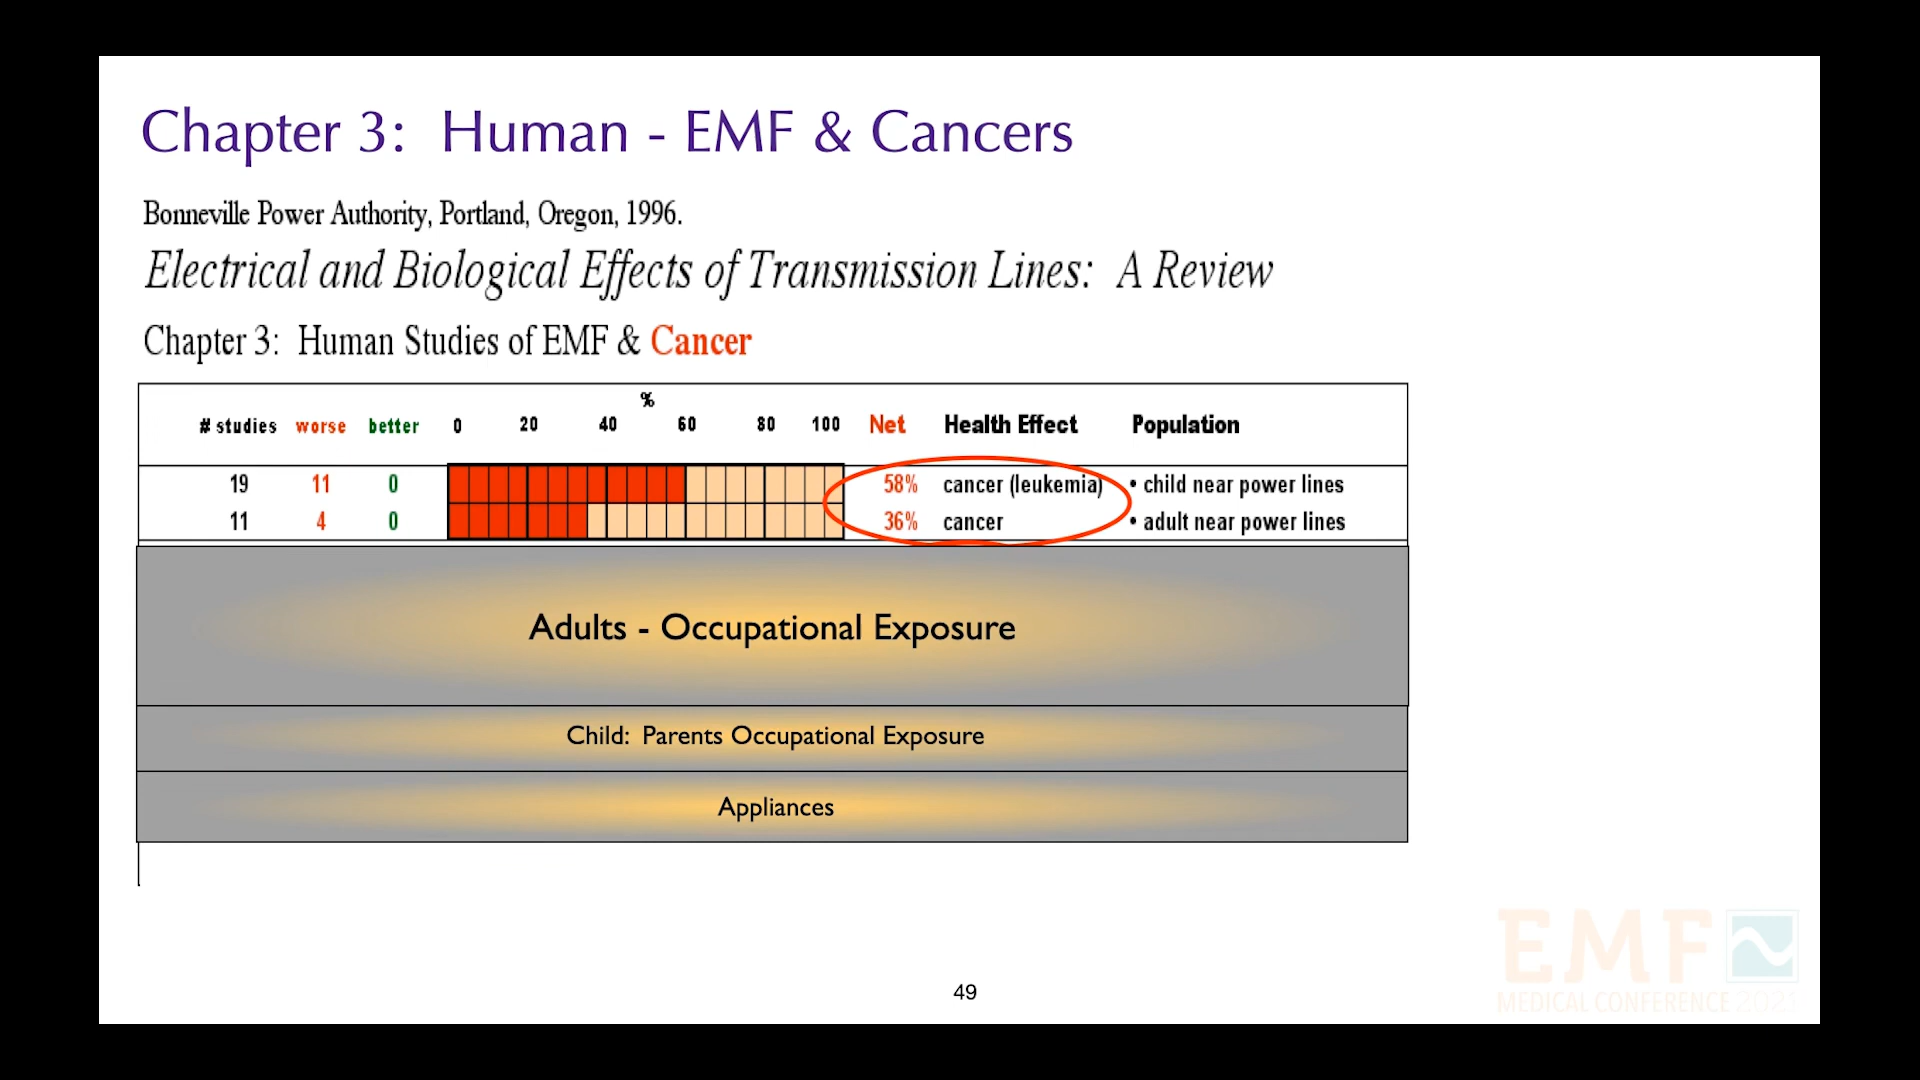 Chapter 3: Human - EMF & Cancers
Bonneville Power Authority, Portland, Oregon, 1996.
Electrical and Biological Effects of Transmission Lines: A Review
Chapter 3: Human Studies of EMF & Cancer
%
# studies worse better 0 20 40 60 80 100 Net Health Effect Population
19 11 0 58% cancer (leukemia) • child near power lines
11 4 0 36% cancer • adult near power lines
Adults - Occupational Exposure
Child: Parents Occupational Exposure
Appliances
EMF
MEDICAL CONFERENCE 2021
49